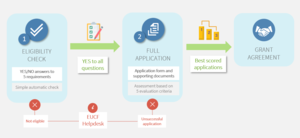 1
ELIGIBILITY
CHECK
YES/NO answers to
5 requirements
Simple automatic check
YES to all
questions
2
FULL
APPLICATION
Application form and
supporting documents
Assessment based on
5 evaluation criteria
Best scored
applications
GRANT
AGREEMENT
Not eligible
EUCF
Helpdesk
Unsuccessful
application